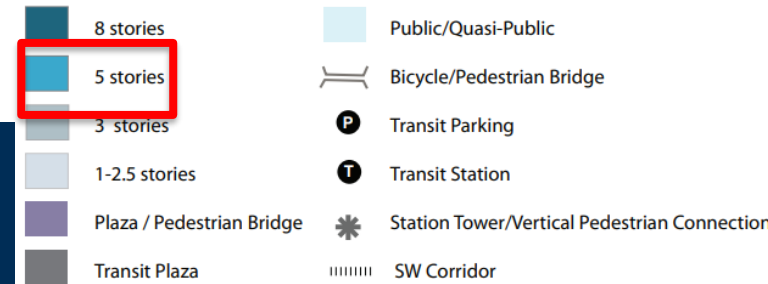 8 stories
5 stories
3 stories
1-2.5 stories
Plaza / Pedestrian Bridge
Transit Plaza
Public/Quasi-Public
Bicycle/Pedestrian Bridge
P Transit Parking
T Transit Station
Station Tower/Vertical Pedestrian Connection
SW Corridor